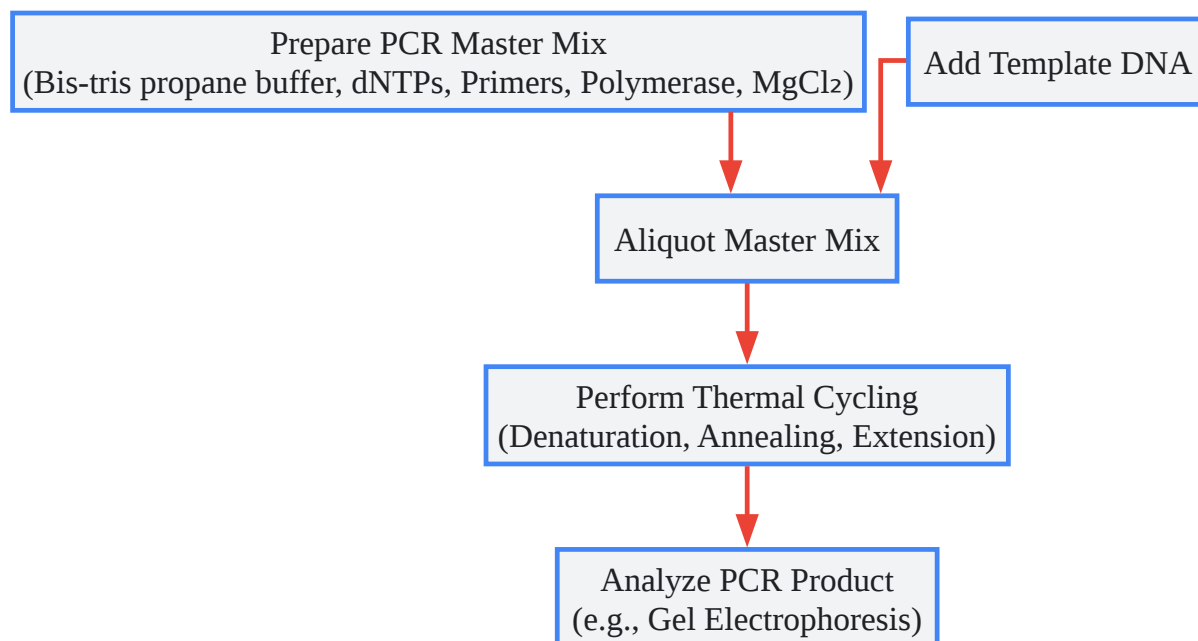 Prepare PCR Master Mix
(Bis-tris propane buffer, dNTPs, Primers, Polymerase, MgCl₂)
Add Template DNA
Aliquot Master Mix
Perform Thermal Cycling
(Denaturation, Annealing, Extension)
Analyze PCR Product
(e.g., Gel Electrophoresis)